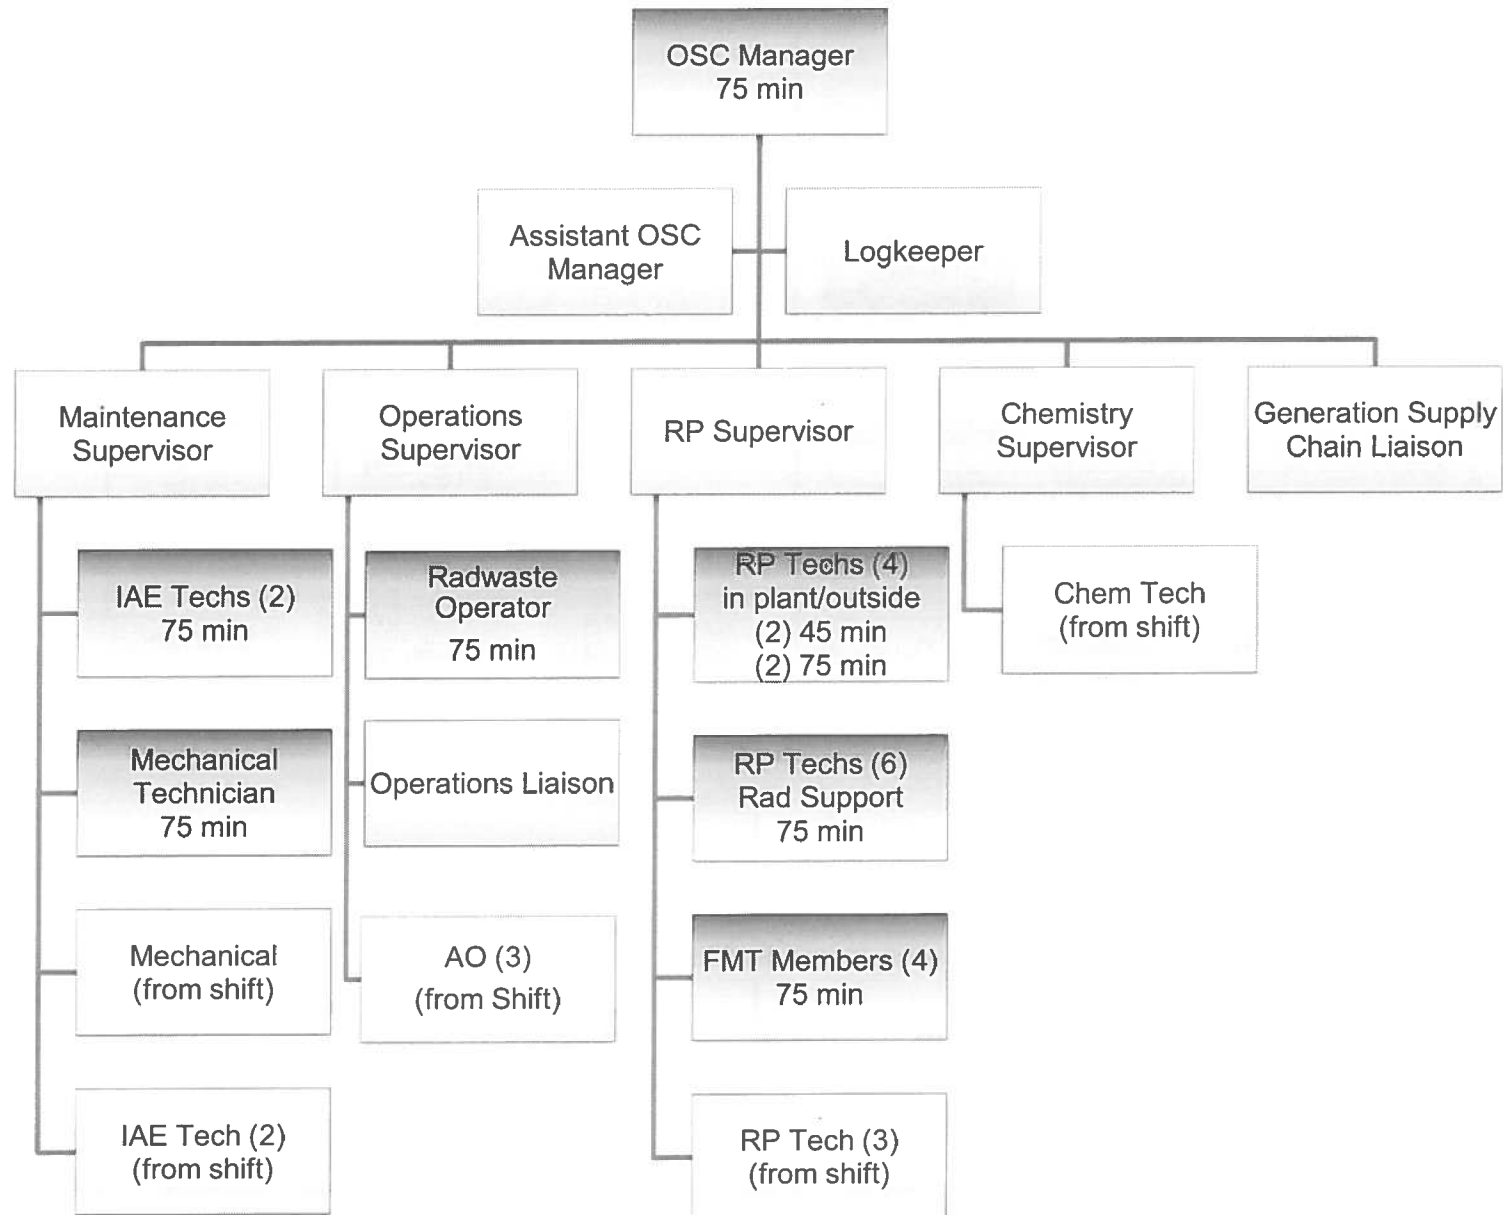 OSC Manager
75 min
Assistant OSC
Manager
Logkeeper
Maintenance
Supervisor
Operations
Supervisor
RP Supervisor
Chemistry
Supervisor
Generation Supply
Chain Liaison
IAE Techs (2)
75 min
Mechanical
Technician
75 min
Mechanical
(from shift)
IAE Tech (2)
(from shift)
Radwaste
Operator
75 min
Operations Liaison
AO (3)
(from Shift)
RP Techs (4)
in plant/outside
(2) 45 min
(2) 75 min
RP Techs (6)
Rad Support
75 min
FMT Members (4)
75 min
RP Tech (3)
(from shift)
Chem Tech
(from shift)